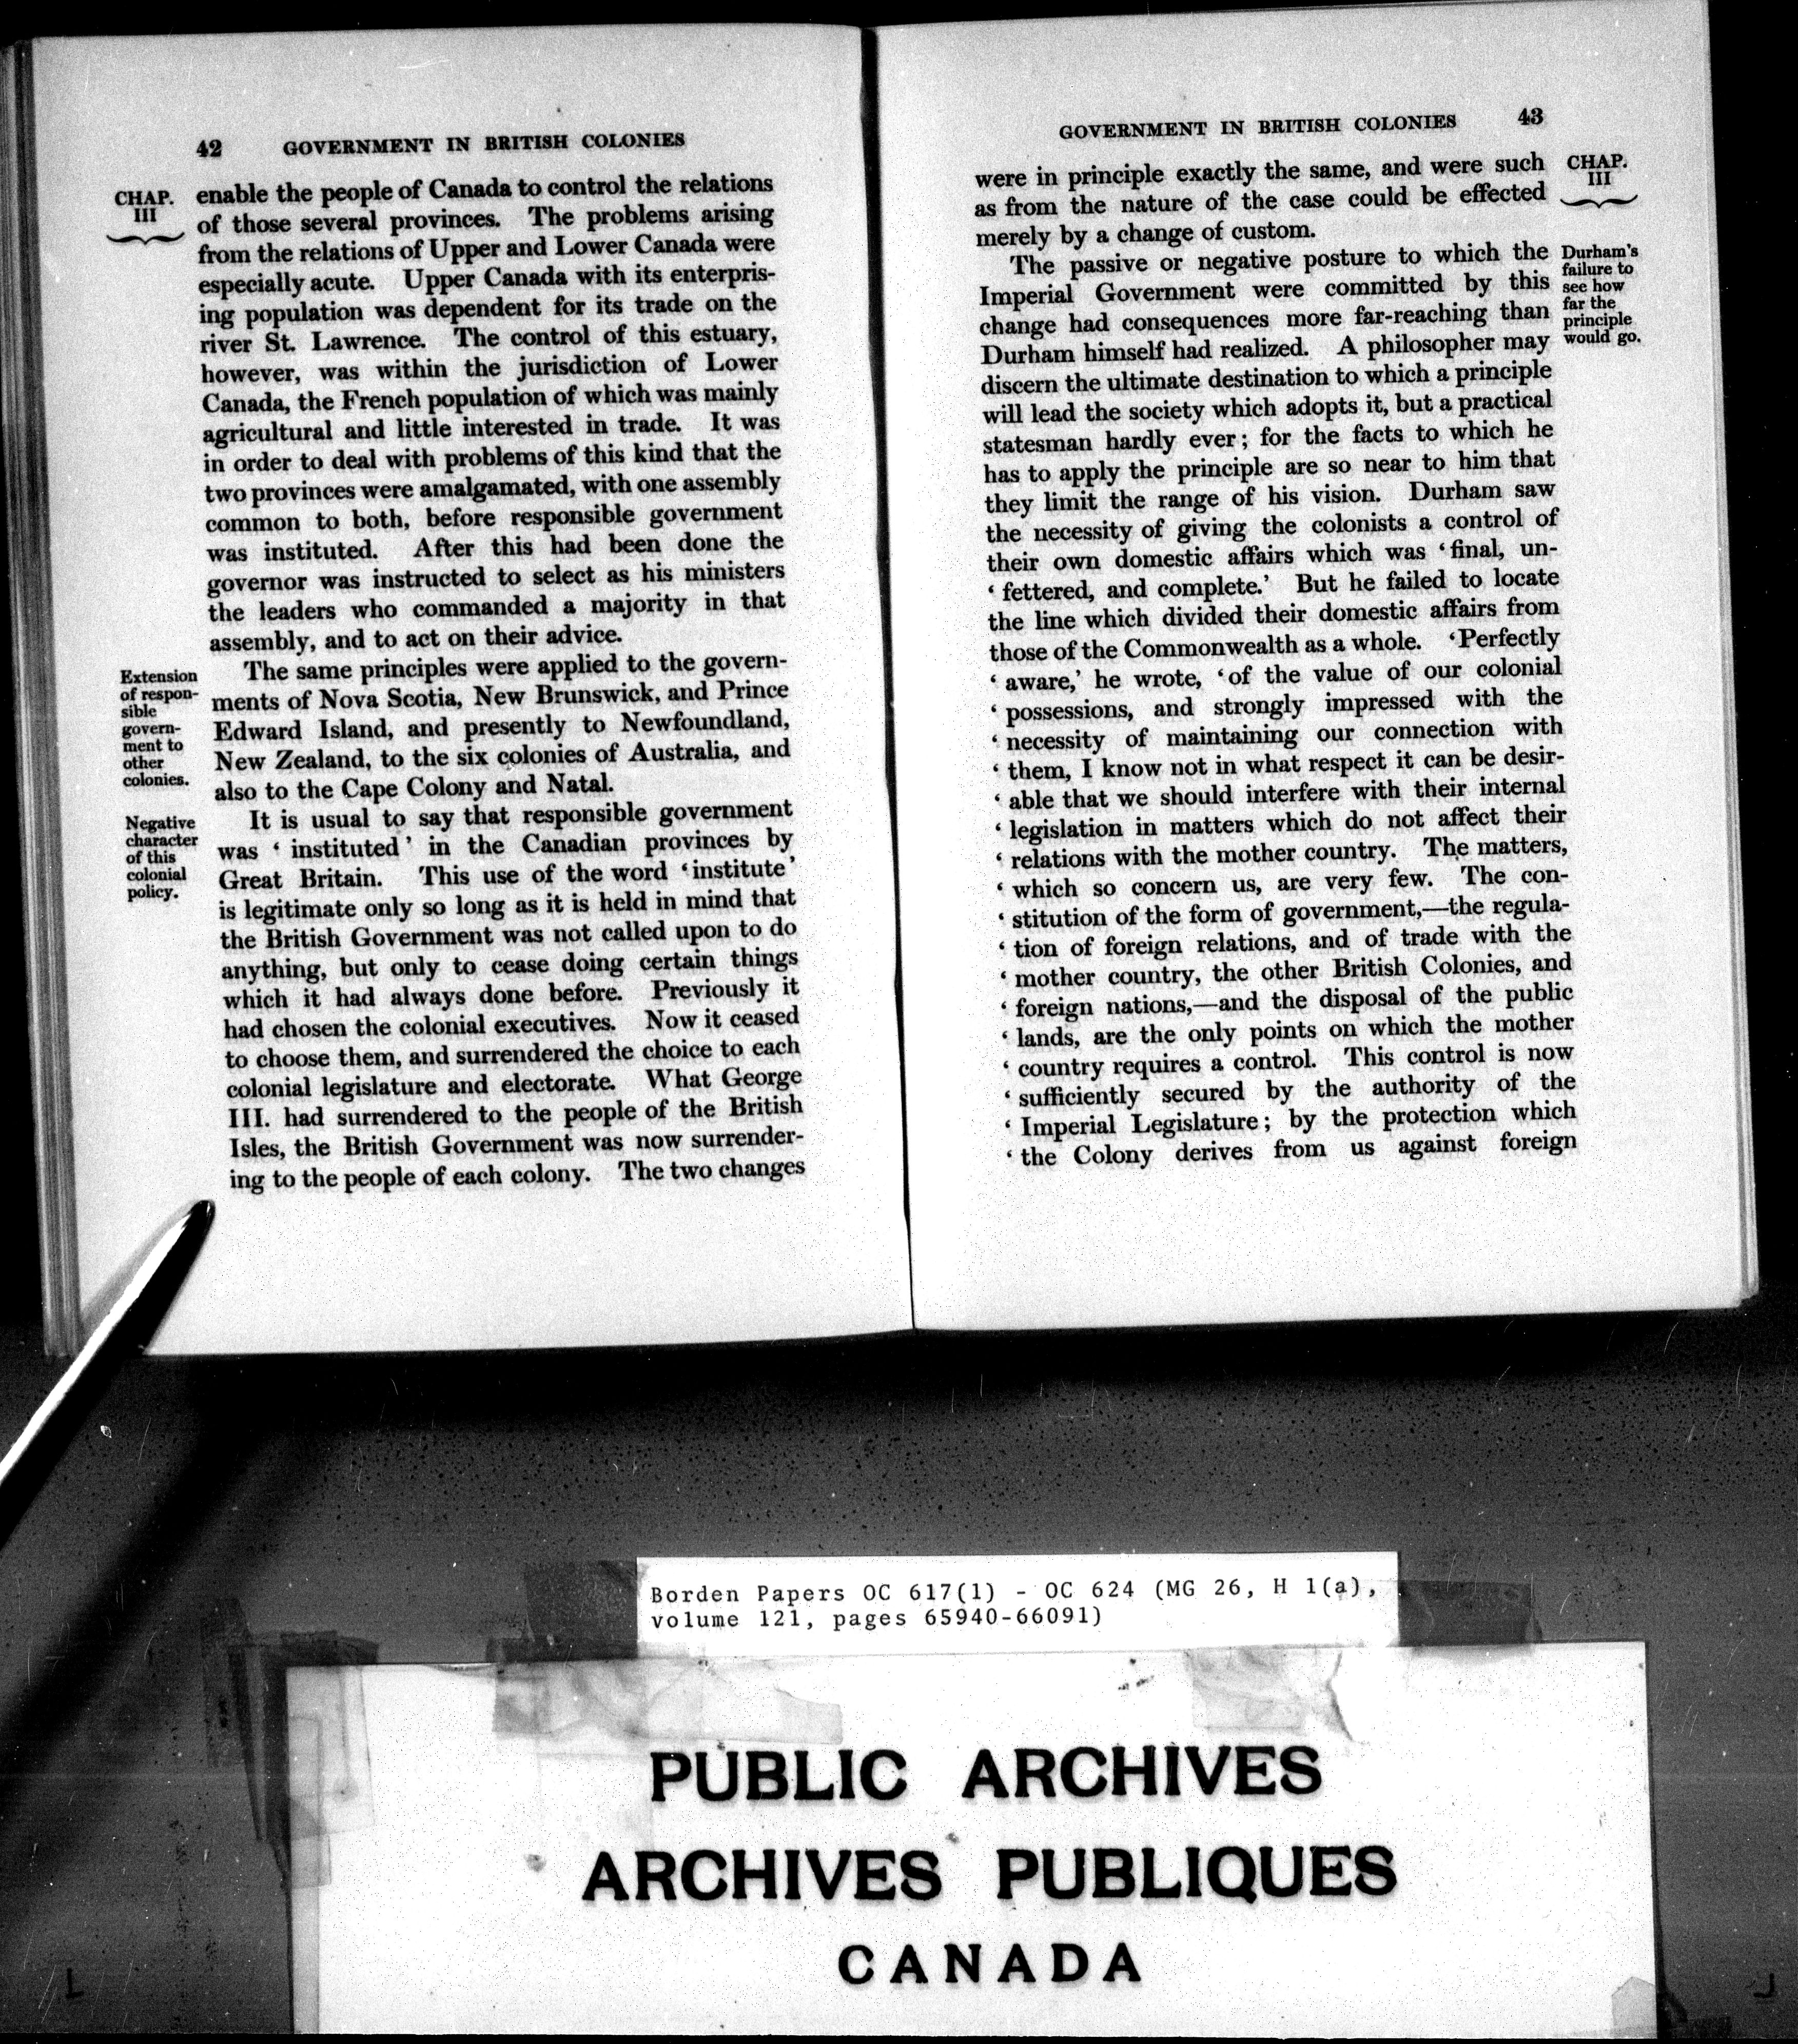 42 GOVERNMENT IN BRITISH COLONIES
CHAP.
III
enable the people of Canada to control the relations
of those several provinces. The problems arising
from the relations of Upper and Lower Canada were
especially acute. Upper Canada with its enterpris-
ing population was dependent for its trade on the
river St. Lawrence. The control of this estuary,
however, was within the jurisdiction of Lower
Canada, the French population of which was mainly
agricultural and little interested in trade. It was
in order to deal with problems of this kind that the
two provinces were amalgamated, with one assembly
common to both, before responsible government
was instituted. After this had been done the
governor was instructed to select as his ministers
the leaders who commanded a majority in that
assembly, and to act on their advice.
Extension
of respon-
sible
govern-
ment to
other
colonies.
The same principles were applied to the govern-
ments of Nova Scotia, New Brunswick, and Prince
Edward Island, and presently to Newfoundland,
New Zealand, to the six colonies of Australia, and
also to the Cape Colony and Natal.
Negative
character
of this
colonial
policy.
It is usual to say that responsible government
was ‘ instituted ’ in the Canadian provinces by
Great Britain. This use of the word ‘institute’
is legitimate only so long as it is held in mind that
the British Government was not called upon to do
anything, but only to cease doing certain things
which it had always done before. Previously it
had chosen the colonial executives. Now it ceased
to choose them, and surrendered the choice to each
colonial legislature and electorate. What George
III. had surrendered to the people of the British
Isles, the British Government was now surrender-
ing to the people of each colony. The two changes
GOVERNMENT IN BRITISH COLONIES 43
were in principle exactly the same, and were such
as from the nature of the case could be effected
merely by a change of custom.
CHAP.
III
The passive or negative posture to which the
Imperial Government were committed by this
change had consequences more far-reaching than
Durham himself had realized. A philosopher may
discern the ultimate destination to which a principle
will lead the society which adopts it, but a practical
statesman hardly ever; for the facts to which he
has to apply the principle are so near to him that
they limit the range of his vision. Durham saw
the necessity of giving the colonists a control of
their own domestic affairs which was ‘final, un-
‘ fettered, and complete.’ But he failed to locate
the line which divided their domestic affairs from
those of the Commonwealth as a whole. ‘Perfectly
‘ aware,’ he wrote, ‘of the value of our colonial
‘ possessions, and strongly impressed with the
‘ necessity of maintaining our connection with
‘ them, I know not in what respect it can be desir-
‘ able that we should interfere with their internal
‘ legislation in matters which do not affect their
‘ relations with the mother country. The matters,
‘ which so concern us, are very few. The con-
‘ stitution of the form of government,—the regula-
‘ tion of foreign relations, and of trade with the
‘ mother country, the other British Colonies, and
‘ foreign nations,—and the disposal of the public
‘ lands, are the only points on which the mother
‘ country requires a control. This control is now
‘ sufficiently secured by the authority of the
‘ Imperial Legislature; by the protection which
‘ the Colony derives from us against foreign
Durham's
failure to
see how
far the
principle
would go.
Borden Papers OC 617(1) - OC 624 (MG 26, H 1(a),
volume 121, pages 65940-66091)
PUBLIC ARCHIVES
ARCHIVES PUBLIQUES
CANADA